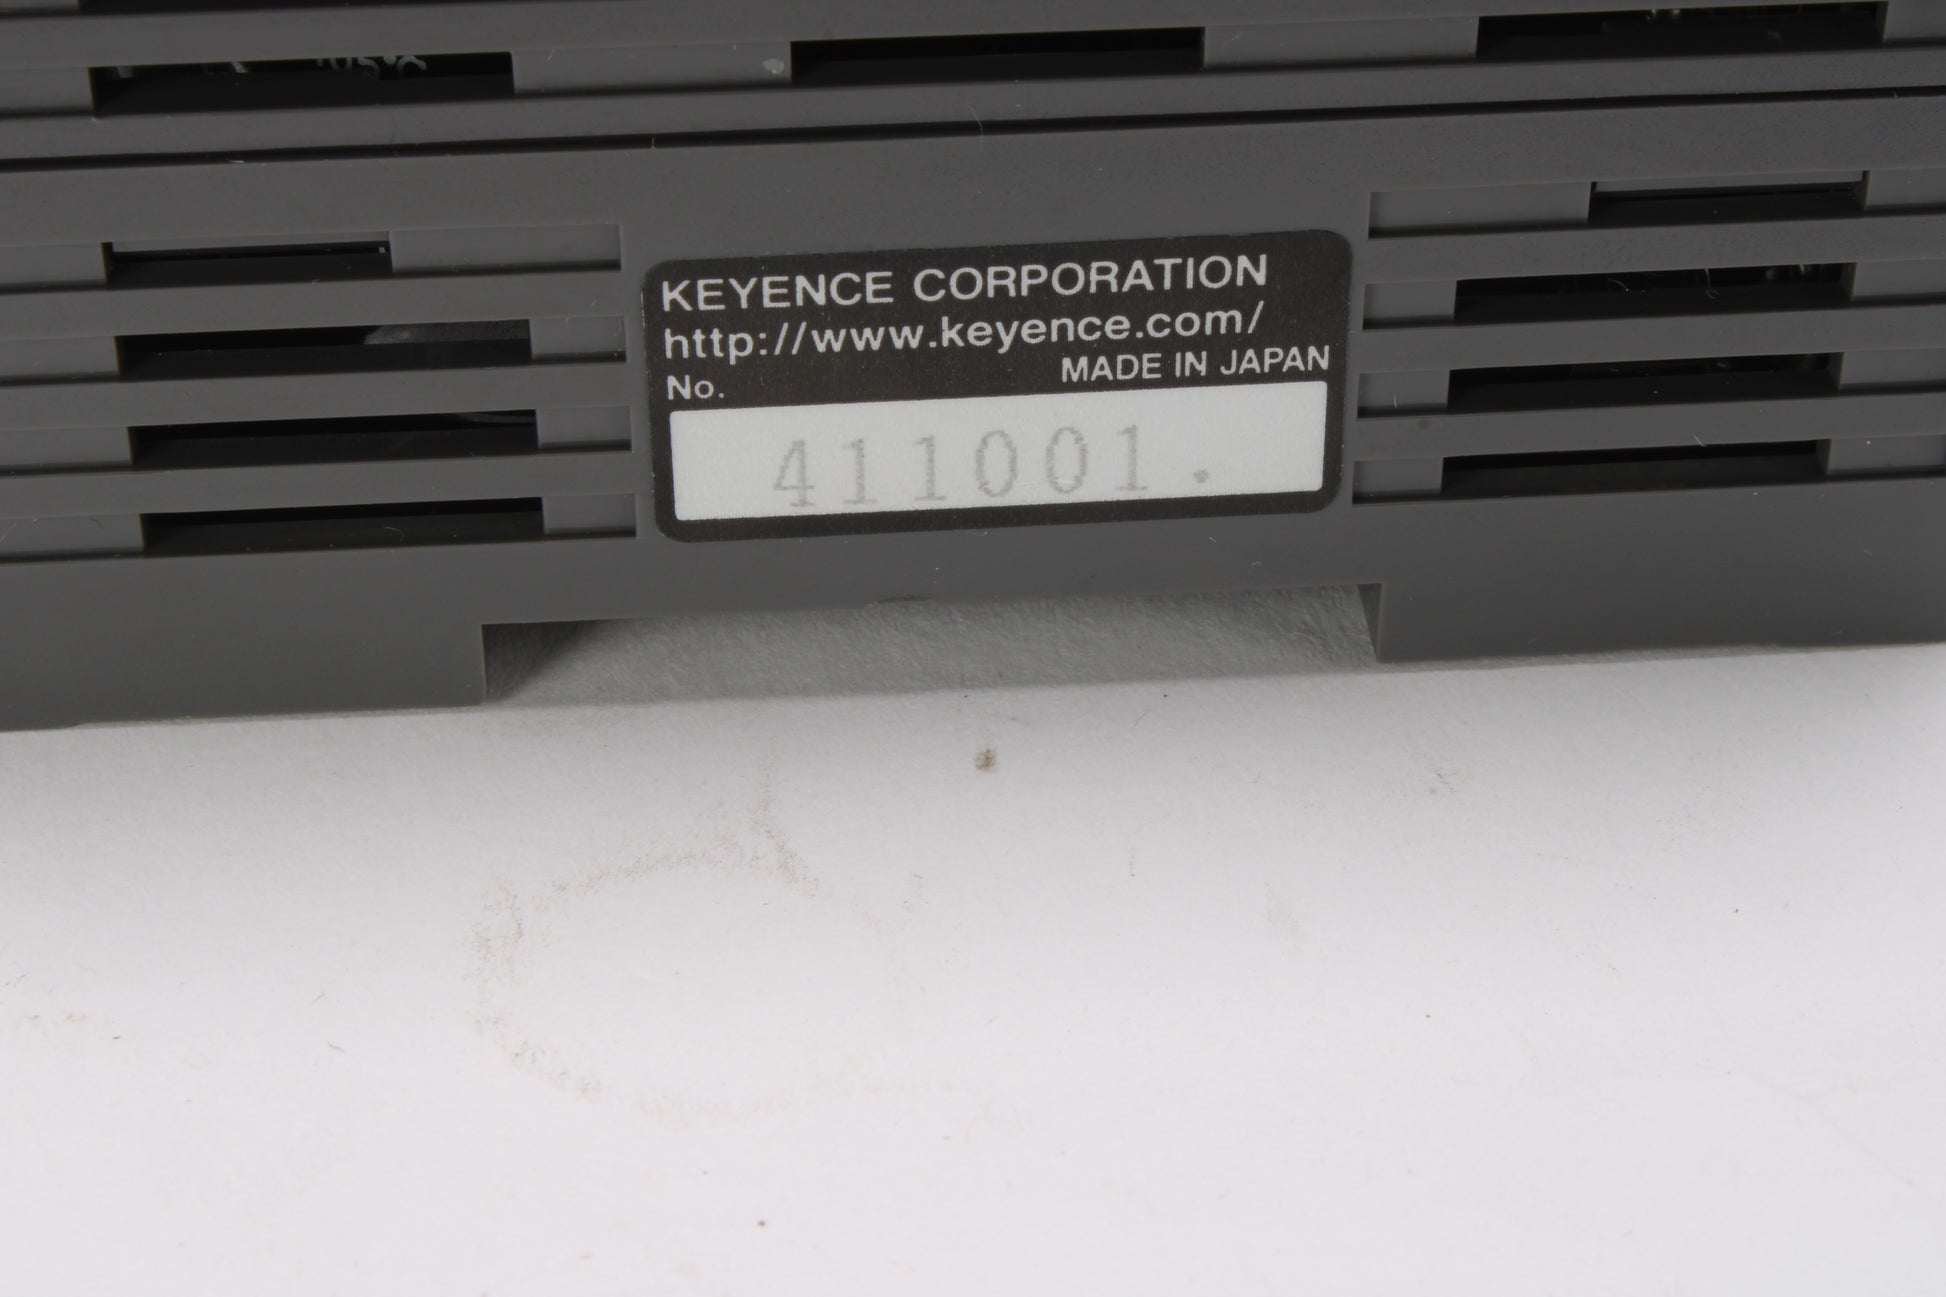 KEYENCE CORPORATION
http://www.keyence.com/
MADE IN JAPAN
No.
411001.